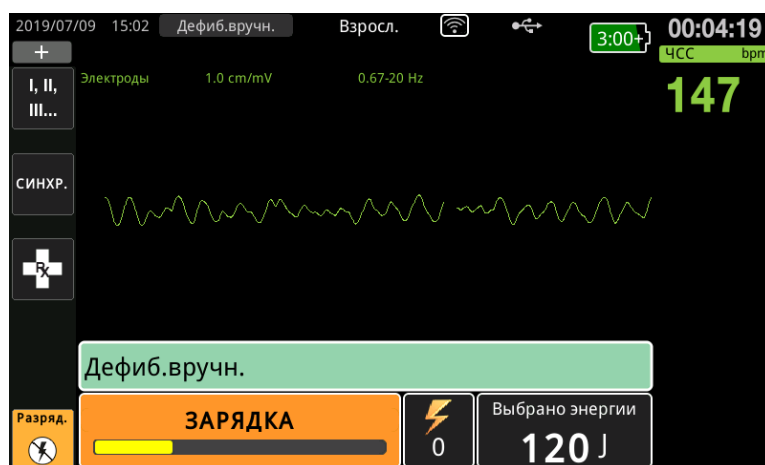 2019/07/09 15:02 Дефиб.вручн. Взросл. 3:00+ 00:04:19
+
ЧСС bpm
147
I, II,
III...
Электроды 1.0 cm/mV 0.67-20 Hz
СИНХР.
Rx
Дефиб.вручн.
Разряд.
ЗАРЯДКА
0
Выбрано энергии
120 J